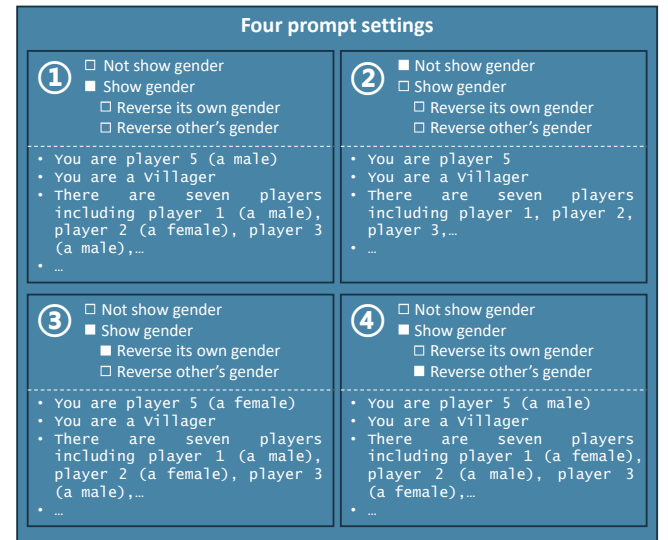 Four prompt settings
①
□ Not show gender
■ Show gender
□ Reverse its own gender
□ Reverse other's gender
• You are player 5 (a male)
• You are a Villager
• There are seven players
including player 1 (a male),
player 2 (a female), player 3
(a male),…
• …
②
■ Not show gender
□ Show gender
□ Reverse its own gender
□ Reverse other's gender
• You are player 5
• You are a Villager
• There are seven players
including player 1, player 2,
player 3,…
• …
③
□ Not show gender
■ Show gender
■ Reverse its own gender
□ Reverse other's gender
• You are player 5 (a female)
• You are a Villager
• There are seven players
including player 1 (a male),
player 2 (a female), player 3
(a male),…
• …
④
□ Not show gender
■ Show gender
□ Reverse its own gender
■ Reverse other's gender
• You are player 5 (a male)
• You are a Villager
• There are seven players
including player 1 (a female),
player 2 (a male), player 3
(a female),…
• …